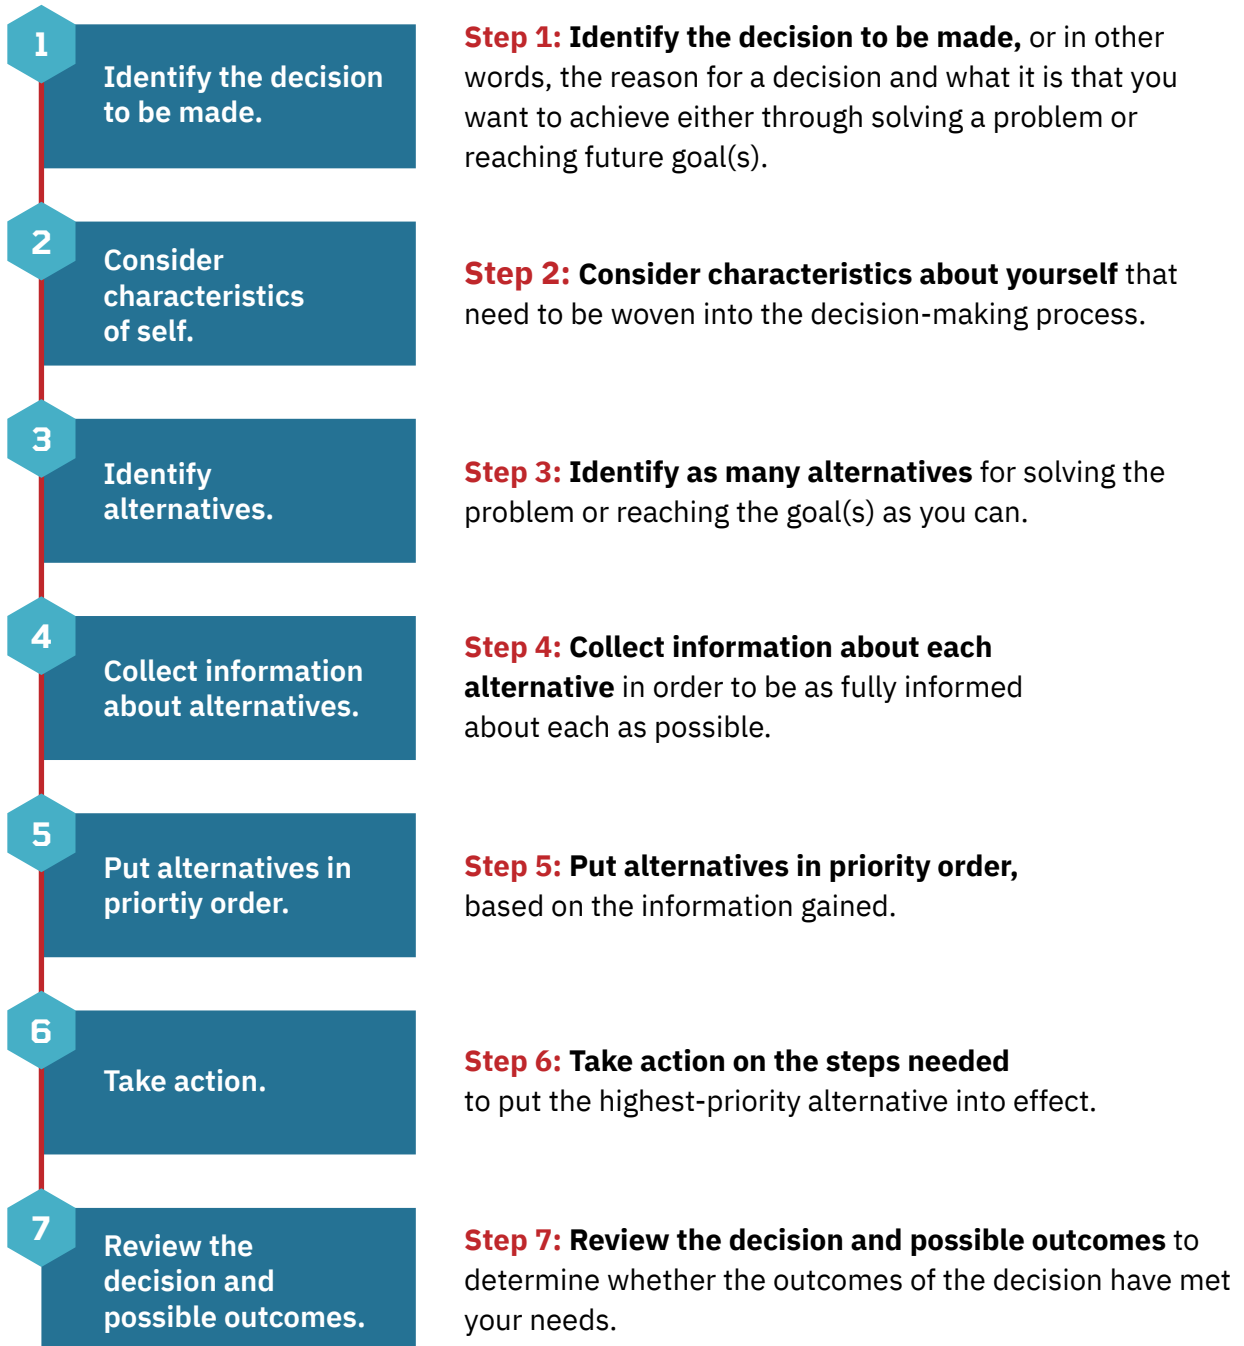 1
Identify the decision
to be made.
Step 1: Identify the decision to be made, or in other
words, the reason for a decision and what it is that you
want to achieve either through solving a problem or
reaching future goal(s).
2
Consider
characteristics
of self.
Step 2: Consider characteristics about yourself that
need to be woven into the decision-making process.
3
Identify
alternatives.
Step 3: Identify as many alternatives for solving the
problem or reaching the goal(s) as you can.
4
Collect information
about alternatives.
Step 4: Collect information about each
alternative in order to be as fully informed
about each as possible.
5
Put alternatives in
priortiy order.
Step 5: Put alternatives in priority order,
based on the information gained.
6
Take action.
Step 6: Take action on the steps needed
to put the highest-priority alternative into effect.
7
Review the
decision and
possible outcomes.
Step 7: Review the decision and possible outcomes to
determine whether the outcomes of the decision have met
your needs.